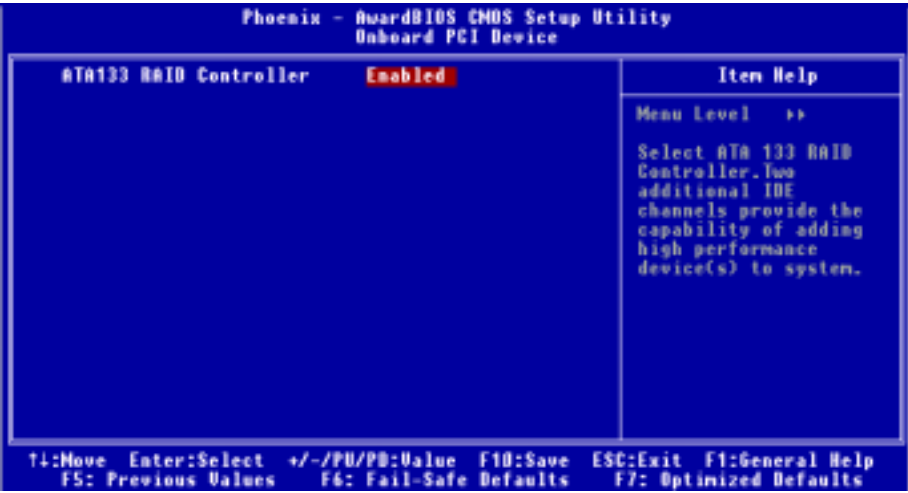 Phoenix - AwardBIOS CMOS Setup Utility
Onboard PCI Device
ATA133 RAID Controller Enabled
Item Help
Menu Level ▸▸
Select ATA 133 RAID
Controller.Two
additional IDE
channels provide the
capability of adding
high performance
device(s) to system.
↑↓:Move Enter:Select +/-/PU/PD:Value F10:Save ESC:Exit F1:General Help
F5: Previous Values F6: Fail-Safe Defaults F7: Optimized Defaults